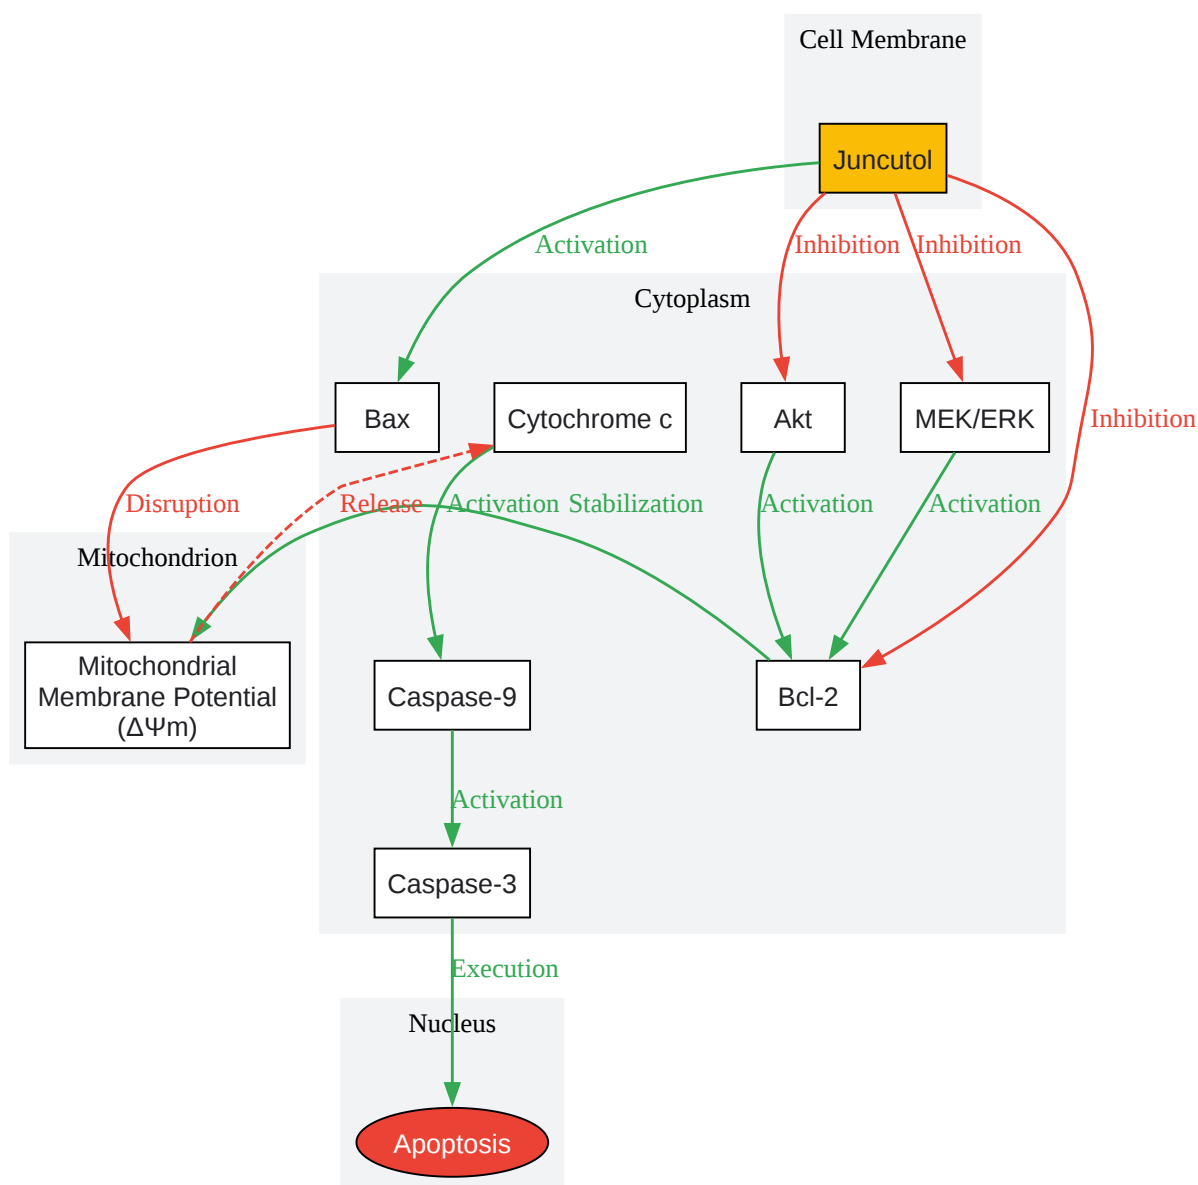 Cell Membrane
Juncutol
Activation
Inhibition
Inhibition
Cytoplasm
Bax
Cytochrome c
Akt
MEK/ERK
Inhibition
Disruption
Release
Activation
Stabilization
Activation
Activation
Mitochondrion
Mitochondrial
Membrane Potential
(ΔΨm)
Caspase-9
Bcl-2
Activation
Caspase-3
Execution
Nucleus
Apoptosis